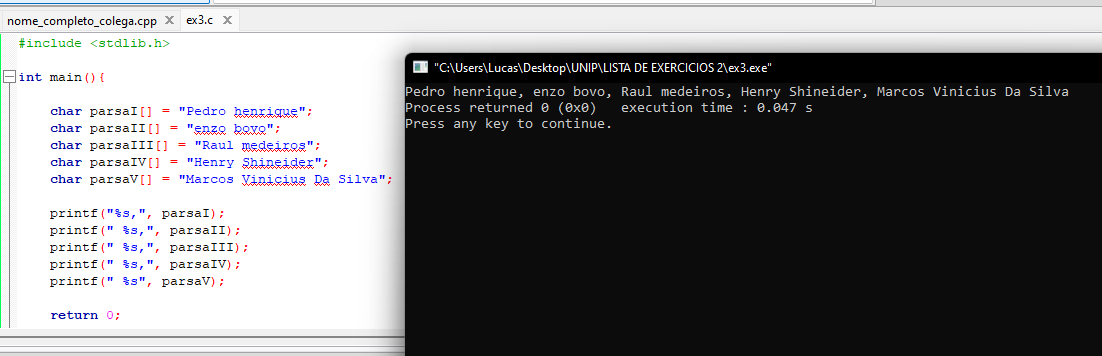 nome_completo_colega.cpp X ex3.c X
#include <stdlib.h>
int main(){
char parsaI[] = "Pedro henrique";
char parsaII[] = "enzo bovo";
char parsaIII[] = "Raul medeiros";
char parsaIV[] = "Henry Shineider";
char parsaV[] = "Marcos Vinicius Da Silva";
printf("%s,", parsaI);
printf(" %s,", parsaII);
printf(" %s,", parsaIII);
printf(" %s,", parsaIV);
printf(" %s", parsaV);
return 0;
"C:\Users\Lucas\Desktop\UNIP\LISTA DE EXERCICIOS 2\ex3.exe"
Pedro henrique, enzo bovo, Raul medeiros, Henry Shineider, Marcos Vinicius Da Silva
Process returned 0 (0x0)   execution time : 0.047 s
Press any key to continue.